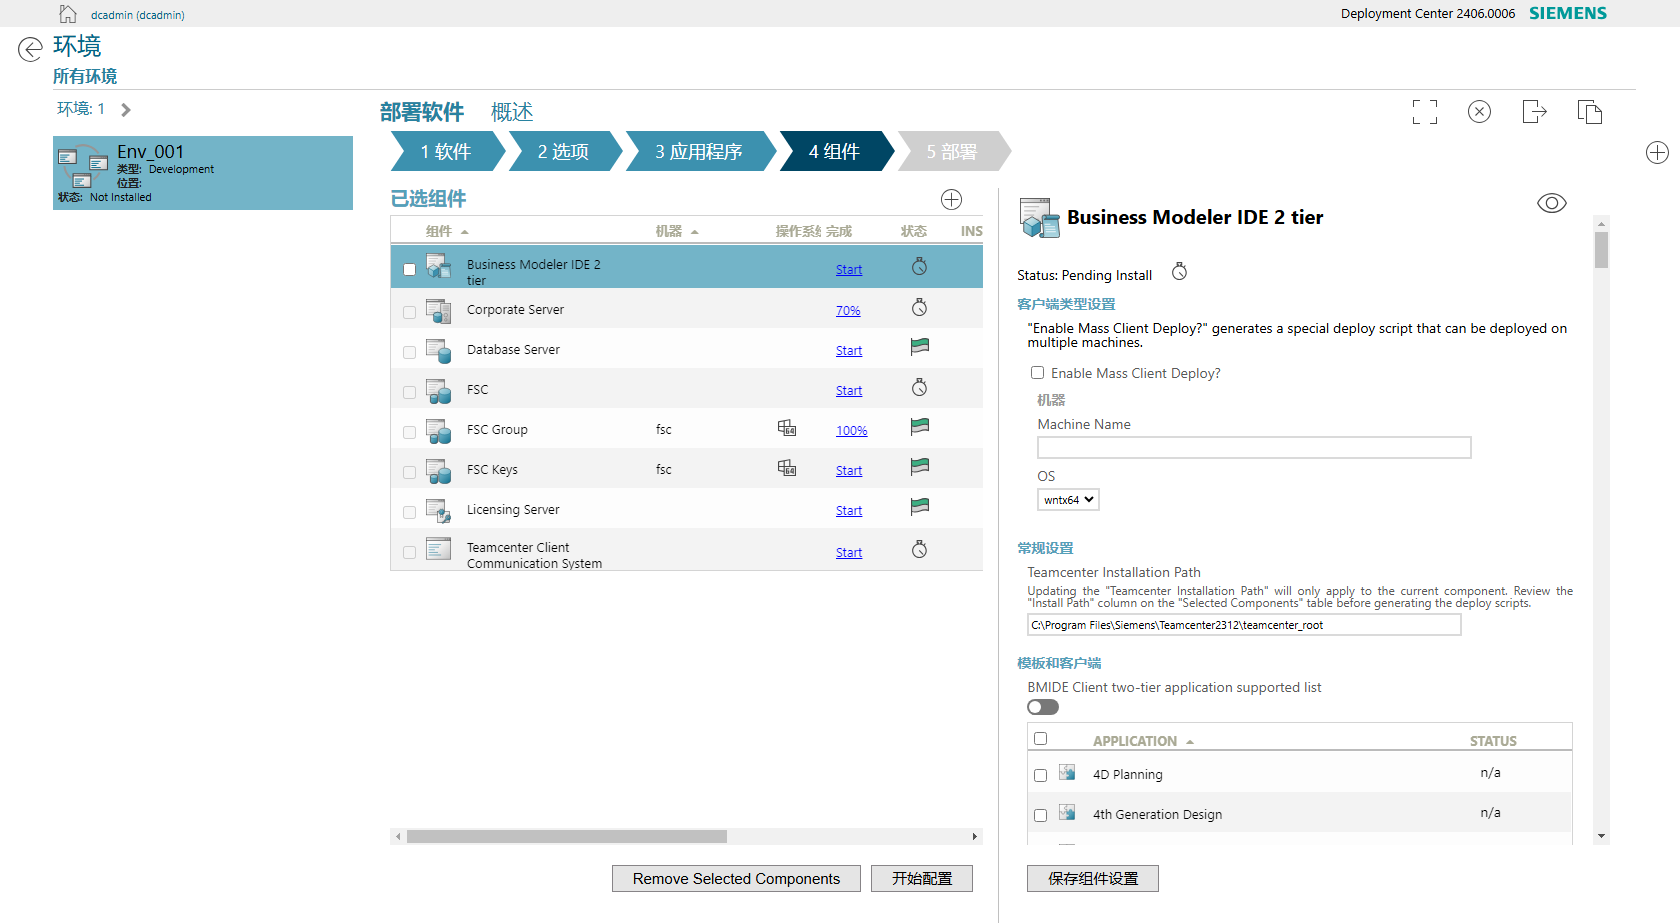 dcadmin (dcadmin)
Deployment Center 2406.0006 SIEMENS
环境
所有环境
环境: 1
Env_001
类型: Development
位置:
状态: Not Installed
部署软件 概述
1 软件 2 选项 3 应用程序 4 组件 5 部署
已选组件
组件 机器 操作系统 完成 状态 INS
Business Modeler IDE 2
tier
Start
Corporate Server 70%
Database Server Start
FSC Start
FSC Group fsc 64 100%
FSC Keys fsc 64 Start
Licensing Server Start
Teamcenter Client
Communication System
Start
Remove Selected Components 开始配置
Business Modeler IDE 2 tier
Status: Pending Install
客户端类型设置
"Enable Mass Client Deploy?" generates a special deploy script that can be deployed on
multiple machines.
Enable Mass Client Deploy?
机器
Machine Name
OS
wntx64
常规设置
Teamcenter Installation Path
Updating the "Teamcenter Installation Path" will only apply to the current component. Review the
"Install Path" column on the "Selected Components" table before generating the deploy scripts.
C:\Program Files\Siemens\Teamcenter2312\teamcenter_root
模板和客户端
BMIDE Client two-tier application supported list
APPLICATION STATUS
4D Planning n/a
4th Generation Design n/a
保存组件设置